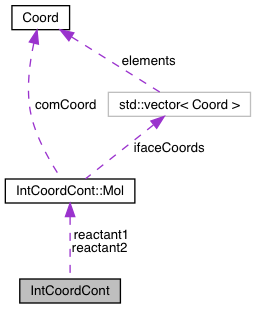 Coord
elements
comCoord
std::vector< Coord >
ifaceCoords
IntCoordCont::Mol
reactant1
reactant2
IntCoordCont